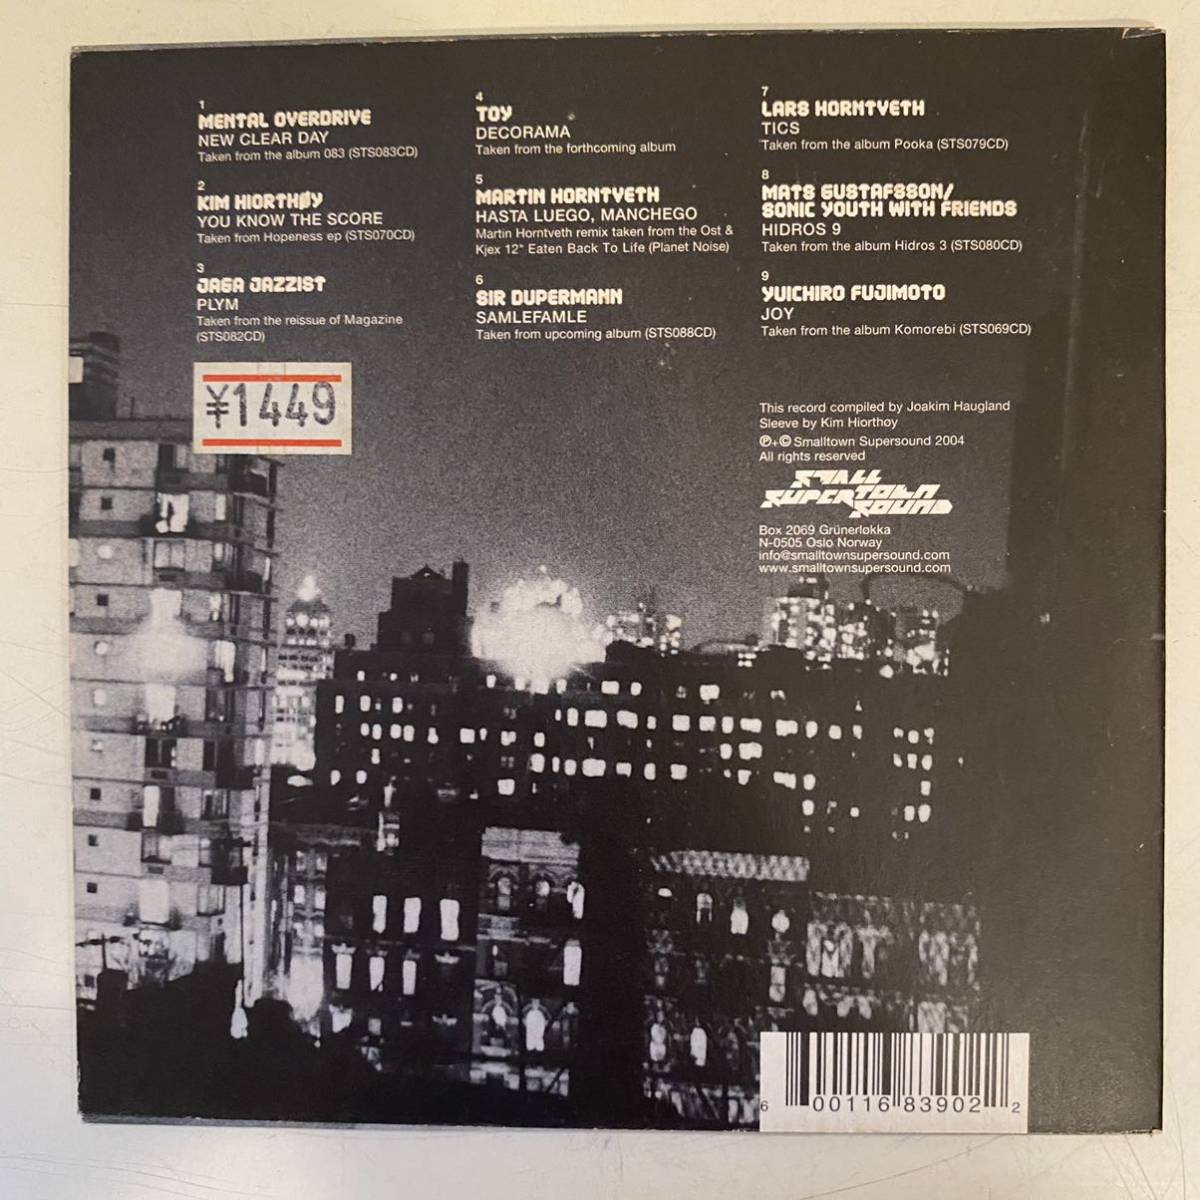 1
MENTAL OVERDRIVE
NEW CLEAR DAY
Taken from the album 083 (STS083CD)
2
KIM HIORTHØY
YOU KNOW THE SCORE
Taken from Hopeness ep (STS070CD)
3
JAGA JAZZIST
PLYM
Taken from the reissue of Magazine
(STS082CD)
4
TOY
DECORAMA
Taken from the forthcoming album
5
MARTIN HORNTVETH
HASTA LUEGO, MANCHEGO
Martin Horntveth remix taken from the Ost &
Kjex 12" Eaten Back To Life (Planet Noise)
6
SIR DUPERMANN
SAMLEFAMLE
Taken from upcoming album (STS088CD)
7
LARS HORNTVETH
TICS
Taken from the album Pooka (STS079CD)
8
MATS GUSTAFSSON/
SONIC YOUTH WITH FRIENDS
HIDROS 9
Taken from the album Hidros 3 (STS080CD)
9
YUICHIRO FUJIMOTO
JOY
Taken from the album Komorebi (STS069CD)
¥1449
This record compiled by Joakim Haugland
Sleeve by Kim Hiorthøy
℗+© Smalltown Supersound 2004
All rights reserved
SMALL
SUPERTOWN
SOUND
Box 2069 Grünerløkka
N-0505 Oslo Norway
info@smalltownsupersound.com
www.smalltownsupersound.com
6 00116 83902 2